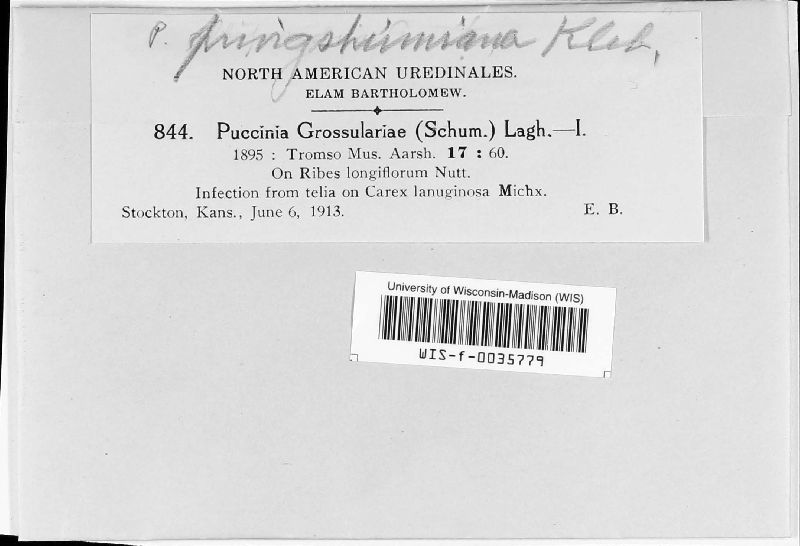 P. pringsheimiana Kleb.
NORTH AMERICAN UREDINALES.
ELAM BARTHOLOMEW.
844. Puccinia Grossulariae (Schum.) Lagh.—I.
1895 : Tromso Mus. Aarsh. 17 : 60.
On Ribes longiflorum Nutt.
Infection from telia on Carex lanuginosa Michx.
Stockton, Kans., June 6, 1913. E. B.
University of Wisconsin-Madison (WIS)
WIS-f-0035779